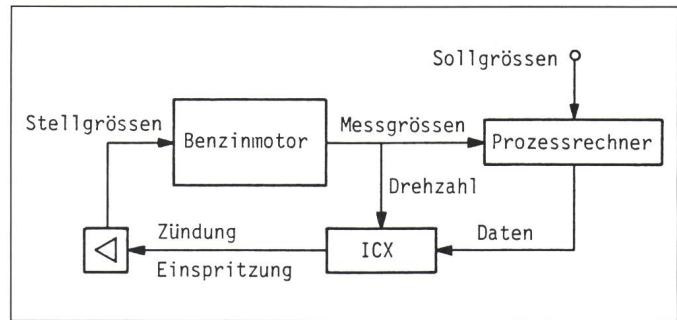 Sollgrössen
Stellgrössen
Benzinmotor
Messgrössen
Prozessrechner
Drehzahl
Zündung
ICX
Daten
Einspritzung